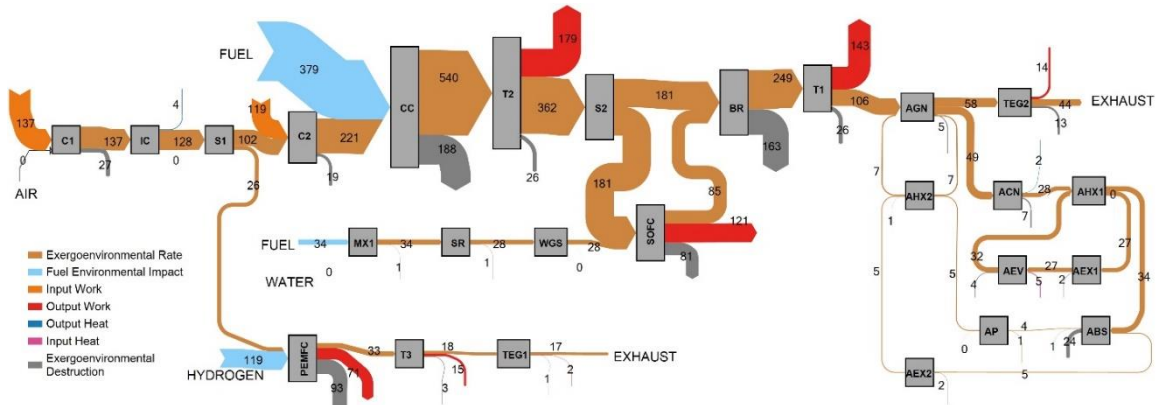 FUEL
379
119
137
0
AIR
C1
137
27
IC
4
128
0
S1
102
26
C2
221
19
CC
540
188
T2
179
362
26
S2
181
181
85
BR
249
163
T1
143
106
26
AGN
58
5
49
TEG2
14
44
13
EXHAUST
7
7
AHX2
1
5
5
ACN
2
28
7
AHX1
0
27
34
32
AEV
27
4
5
AEX1
2
AP
0
4
1
ABS
1
24
AEX2
2
5
FUEL
34
MX1
34
0
1
WATER
SR
28
1
WGS
0
28
SOFC
121
81
Exergoenvironmental Rate
Fuel Environmental Impact
Input Work
Output Work
Output Heat
Input Heat
Exergoenvironmental
Destruction
119
HYDROGEN
PEMFC
33
71
93
T3
18
15
3
TEG1
17
1
2
EXHAUST